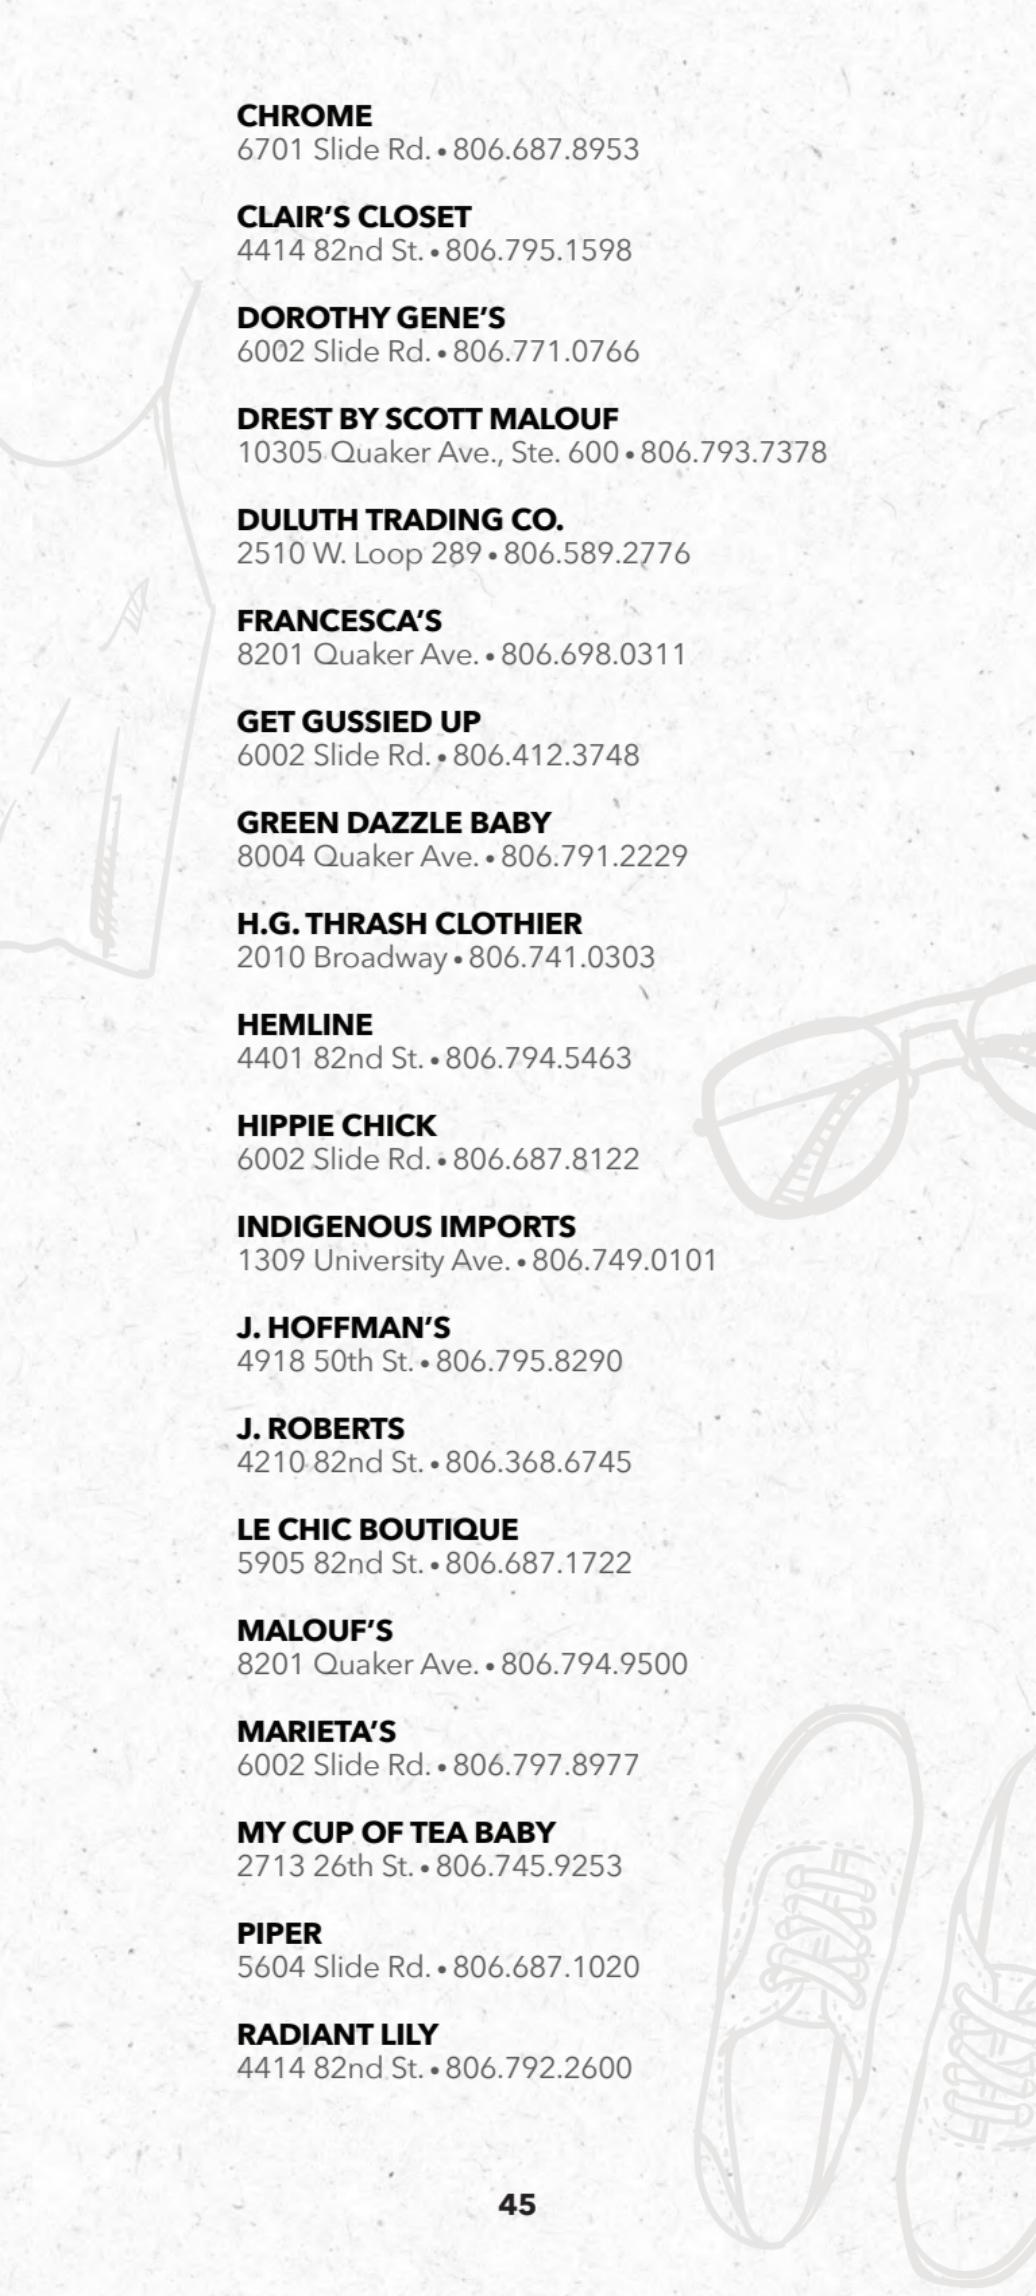 CHROME
6701 Slide Rd. • 806.687.8953
CLAIR’S CLOSET
4414 82nd St. • 806.795.1598
DOROTHY GENE’S
6002 Slide Rd. • 806.771.0766
DREST BY SCOTT MALOUF
10305 Quaker Ave., Ste. 600 • 806.793.7378
DULUTH TRADING CO.
2510 W. Loop 289 • 806.589.2776
FRANCESCA’S
8201 Quaker Ave. • 806.698.0311
GET GUSSIED UP
6002 Slide Rd. • 806.412.3748
GREEN DAZZLE BABY
8004 Quaker Ave. • 806.791.2229
H.G. THRASH CLOTHIER
2010 Broadway • 806.741.0303
HEMLINE
4401 82nd St. • 806.794.5463
HIPPIE CHICK
6002 Slide Rd. • 806.687.8122
INDIGENOUS IMPORTS
1309 University Ave. • 806.749.0101
J. HOFFMAN’S
4918 50th St. • 806.795.8290
J. ROBERTS
4210 82nd St. • 806.368.6745
LE CHIC BOUTIQUE
5905 82nd St. • 806.687.1722
MALOUF’S
8201 Quaker Ave. • 806.794.9500
MARIETA’S
6002 Slide Rd. • 806.797.8977
MY CUP OF TEA BABY
2713 26th St. • 806.745.9253
PIPER
5604 Slide Rd. • 806.687.1020
RADIANT LILY
4414 82nd St. • 806.792.2600
45